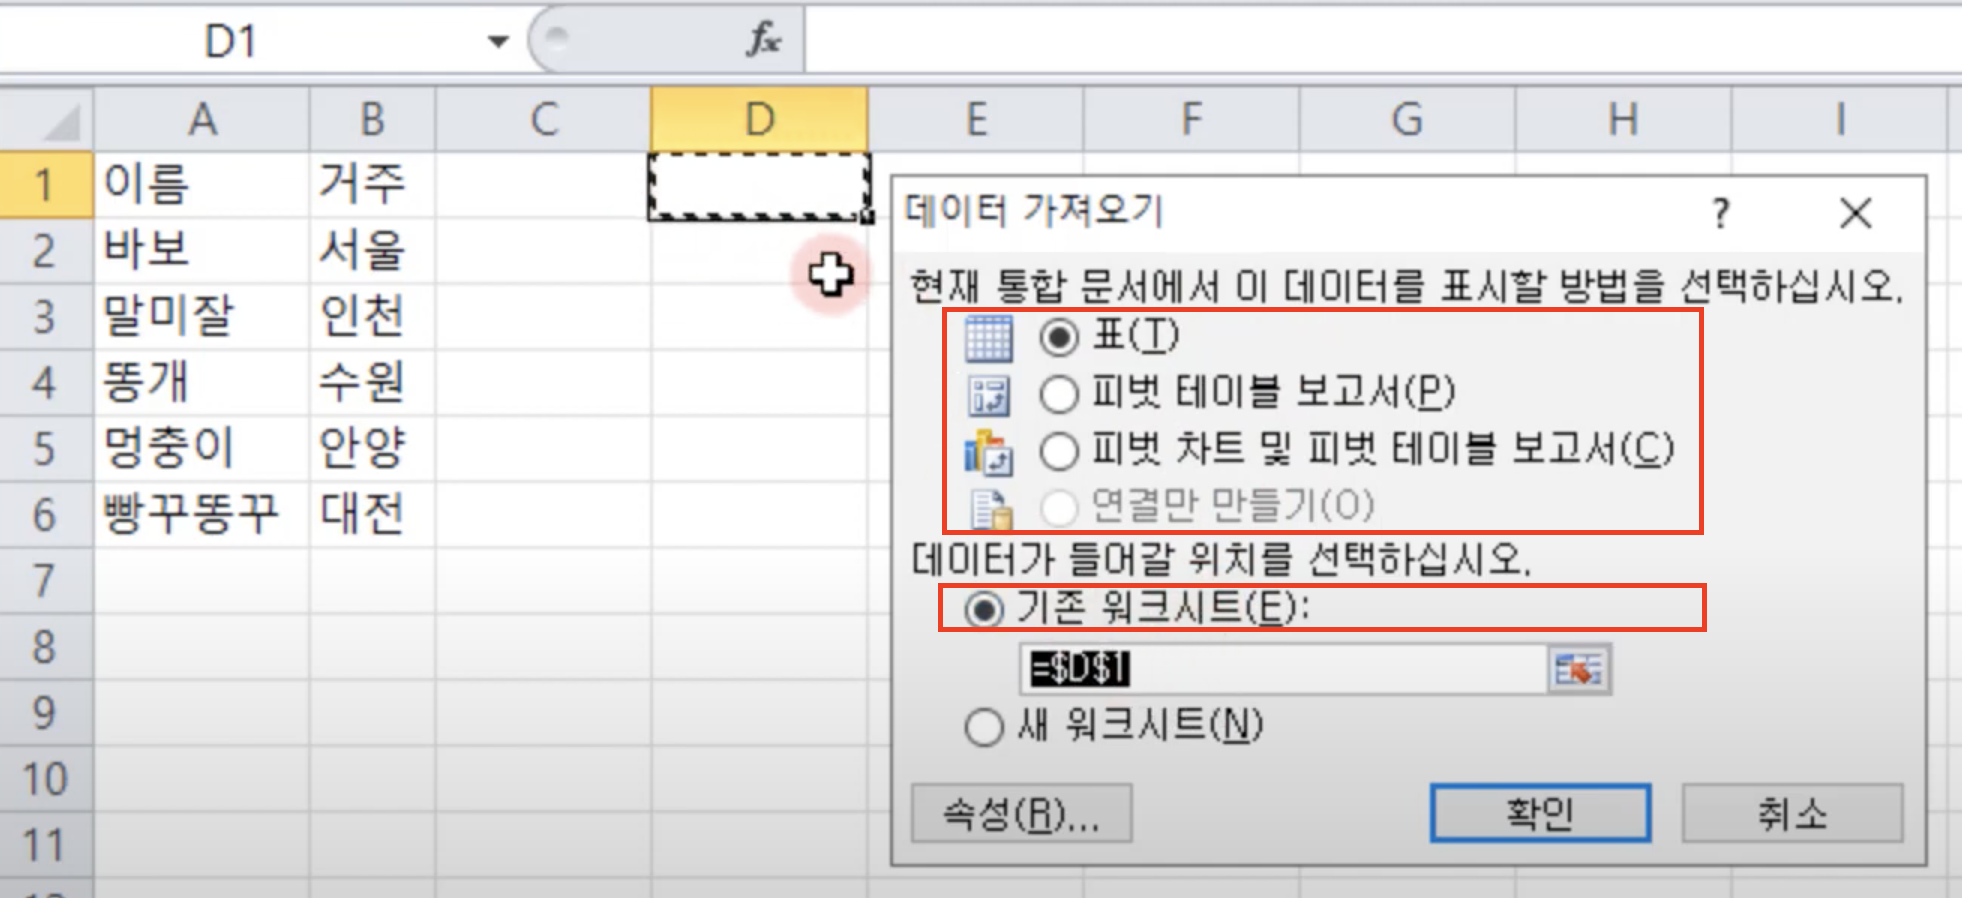 D1
fx
A B C D E F G H I
1 이름 거주
2 바보 서울
3 말미잘 인천
4 똥개 수원
5 멍충이 안양
6 빵꾸똥꾸 대전
7
8
9
10
11
데이터 가져오기 ? ×
현재 통합 문서에서 이 데이터를 표시할 방법을 선택하십시오.
표(T)
피벗 테이블 보고서(P)
피벗 차트 및 피벗 테이블 보고서(C)
연결만 만들기(O)
데이터가 들어갈 위치를 선택하십시오.
기존 워크시트(E):
=$D$1
새 워크시트(N)
속성(R)... 확인 취소